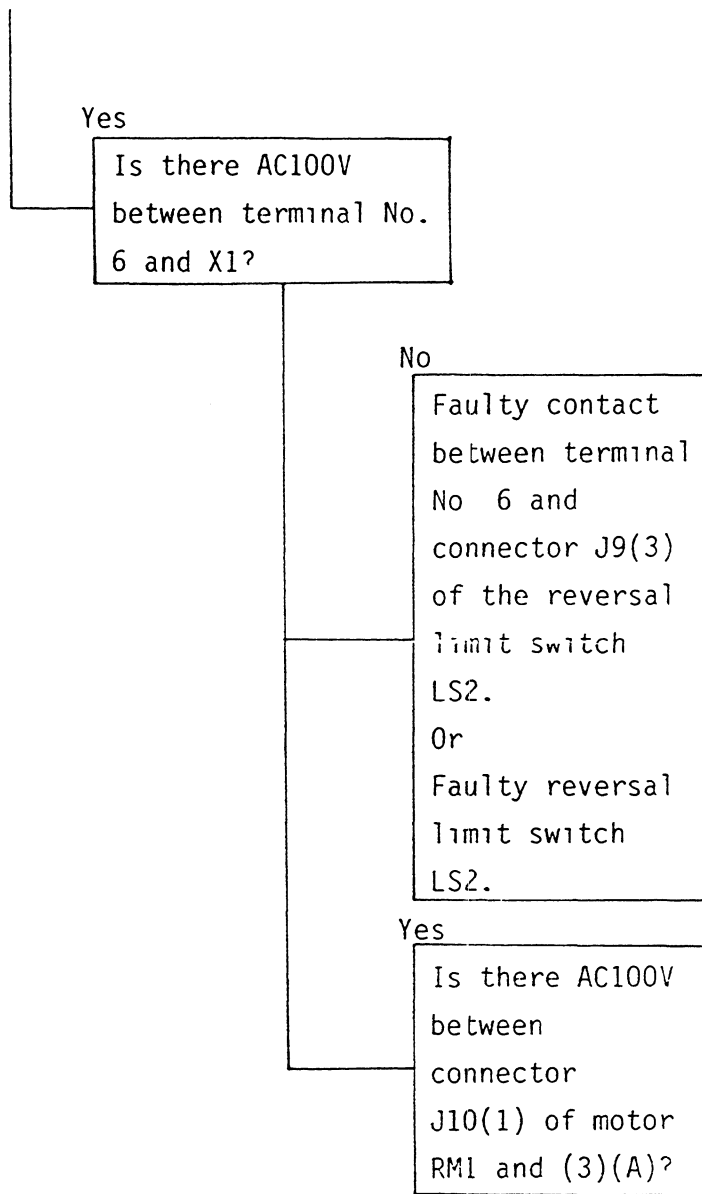 Yes
Is there AC100V
between terminal No.
6 and X1?
No
Faulty contact
between terminal
No 6 and
connector J9(3)
of the reversal
limit switch
LS2.
Or
Faulty reversal
limit switch
LS2.
Yes
Is there AC100V
between
connector
J10(1) of motor
RM1 and (3)(A)?